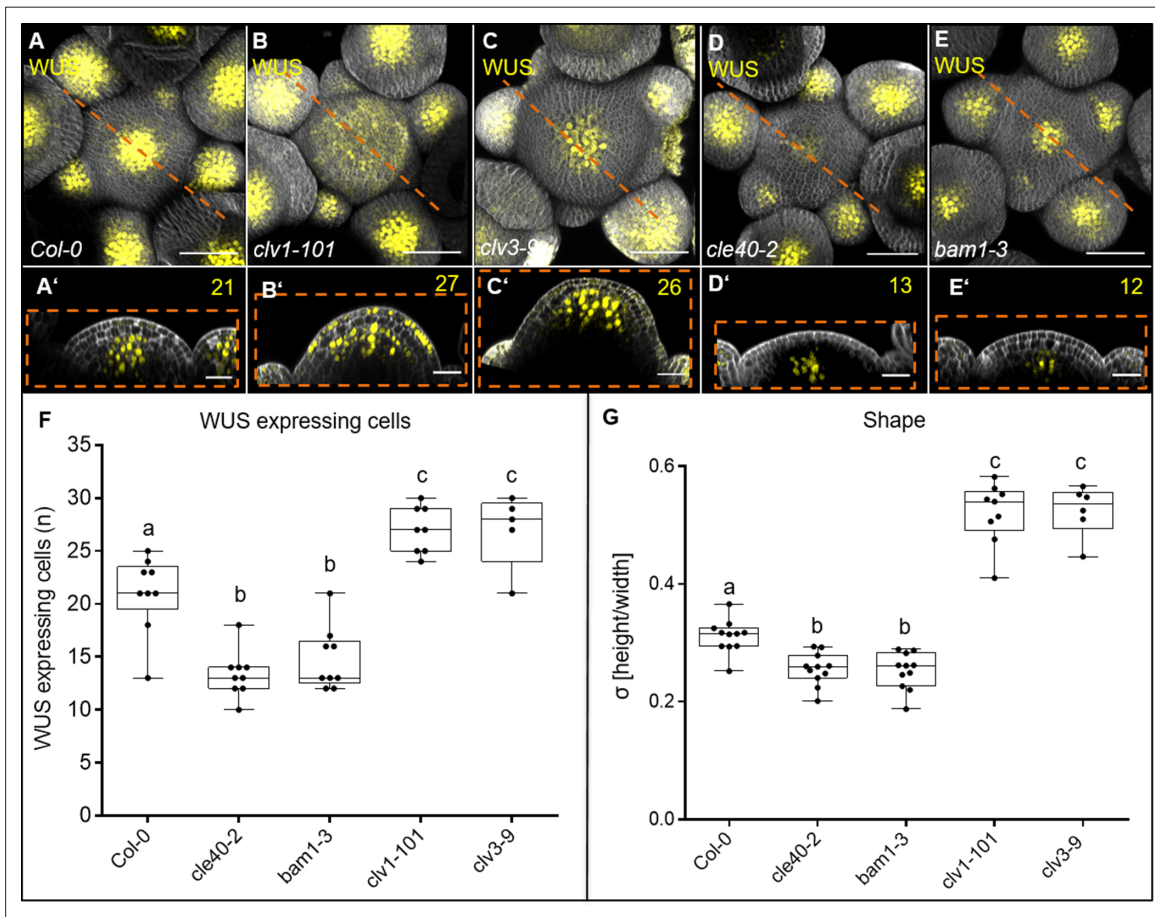 A
WUS
Col-0
B
WUS
clv1-101
C
WUS
clv3-9
D
WUS
cle40-2
E
WUS
bam1-3
A‘ 21
B‘ 27
C‘ 26
D‘ 13
E‘ 12
F WUS expressing cells
WUS expressing cells (n)
35
30
25
20
15
10
5
0
a
b
b
c
c
Col-0
cle40-2
bam1-3
clv1-101
clv3-9
G Shape
σ [height/width]
0.6
0.4
0.2
0.0
a
b
b
c
c
Col-0
cle40-2
bam1-3
clv1-101
clv3-9